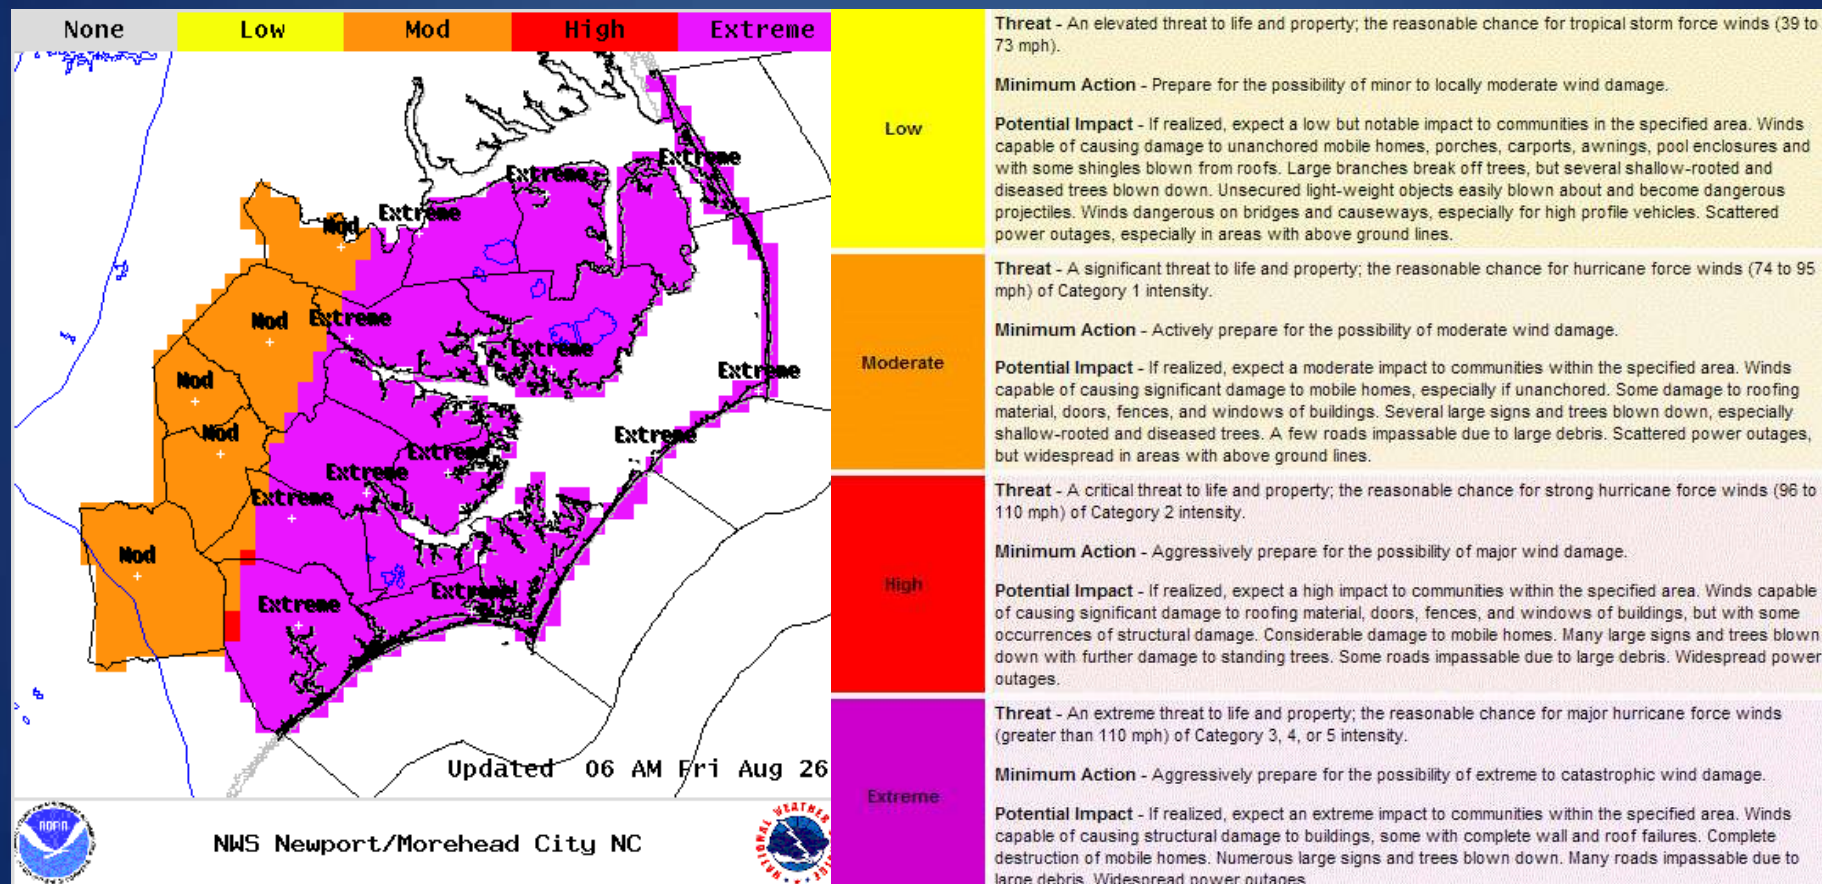 None Low Mod High Extreme
Extreme
Extreme
Extreme
Mod
Mod
Extreme
Extreme
Extreme
Mod
Mod
Extreme
Extreme
Extreme
Extreme
Mod
Extreme
Extreme
Updated 06 AM Fri Aug 26
NOAA
NATIONAL WEATHER SERVICE
NWS Newport/Morehead City NC
Low
Threat - An elevated threat to life and property; the reasonable chance for tropical storm force winds (39 to
73 mph).
Minimum Action - Prepare for the possibility of minor to locally moderate wind damage.
Potential Impact - If realized, expect a low but notable impact to communities in the specified area. Winds
capable of causing damage to unanchored mobile homes, porches, carports, awnings, pool enclosures and
with some shingles blown from roofs. Large branches break off trees, but several shallow-rooted and
diseased trees blown down. Unsecured light-weight objects easily blown about and become dangerous
projectiles. Winds dangerous on bridges and causeways, especially for high profile vehicles. Scattered
power outages, especially in areas with above ground lines.
Moderate
Threat - A significant threat to life and property; the reasonable chance for hurricane force winds (74 to 95
mph) of Category 1 intensity.
Minimum Action - Actively prepare for the possibility of moderate wind damage.
Potential Impact - If realized, expect a moderate impact to communities within the specified area. Winds
capable of causing significant damage to mobile homes, especially if unanchored. Some damage to roofing
material, doors, fences, and windows of buildings. Several large signs and trees blown down, especially
shallow-rooted and diseased trees. A few roads impassable due to large debris. Scattered power outages,
but widespread in areas with above ground lines.
High
Threat - A critical threat to life and property; the reasonable chance for strong hurricane force winds (96 to
110 mph) of Category 2 intensity.
Minimum Action - Aggressively prepare for the possibility of major wind damage.
Potential Impact - If realized, expect a high impact to communities within the specified area. Winds capable
of causing significant damage to roofing material, doors, fences, and windows of buildings, but with some
occurrences of structural damage. Considerable damage to mobile homes. Many large signs and trees blown
down with further damage to standing trees. Some roads impassable due to large debris. Widespread power
outages.
Extreme
Threat - An extreme threat to life and property; the reasonable chance for major hurricane force winds
(greater than 110 mph) of Category 3, 4, or 5 intensity.
Minimum Action - Aggressively prepare for the possibility of extreme to catastrophic wind damage.
Potential Impact - If realized, expect an extreme impact to communities within the specified area. Winds
capable of causing structural damage to buildings, some with complete wall and roof failures. Complete
destruction of mobile homes. Numerous large signs and trees blown down. Many roads impassable due to
large debris. Widespread power outages